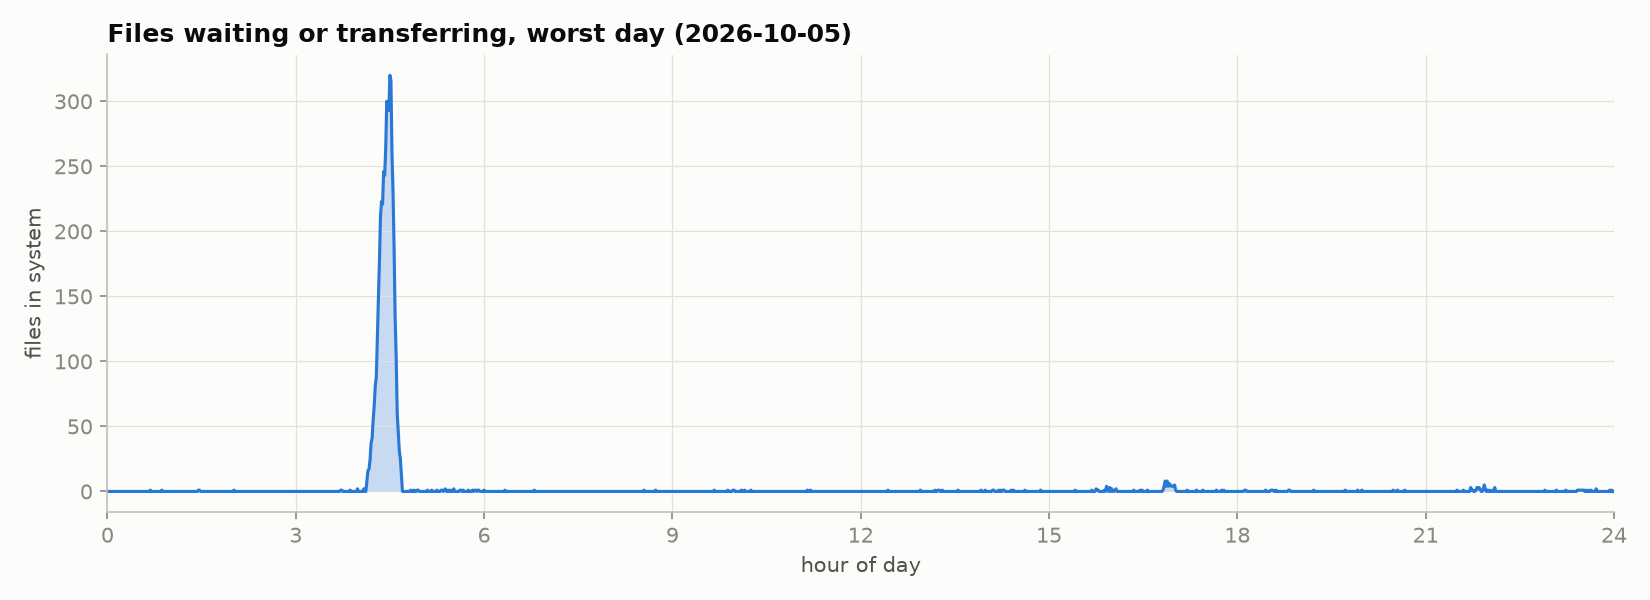 Files waiting or transferring, worst day (2026-10-05)
files in system
300
250
200
150
100
50
0
0 3 6 9 12 15 18 21 24
hour of day